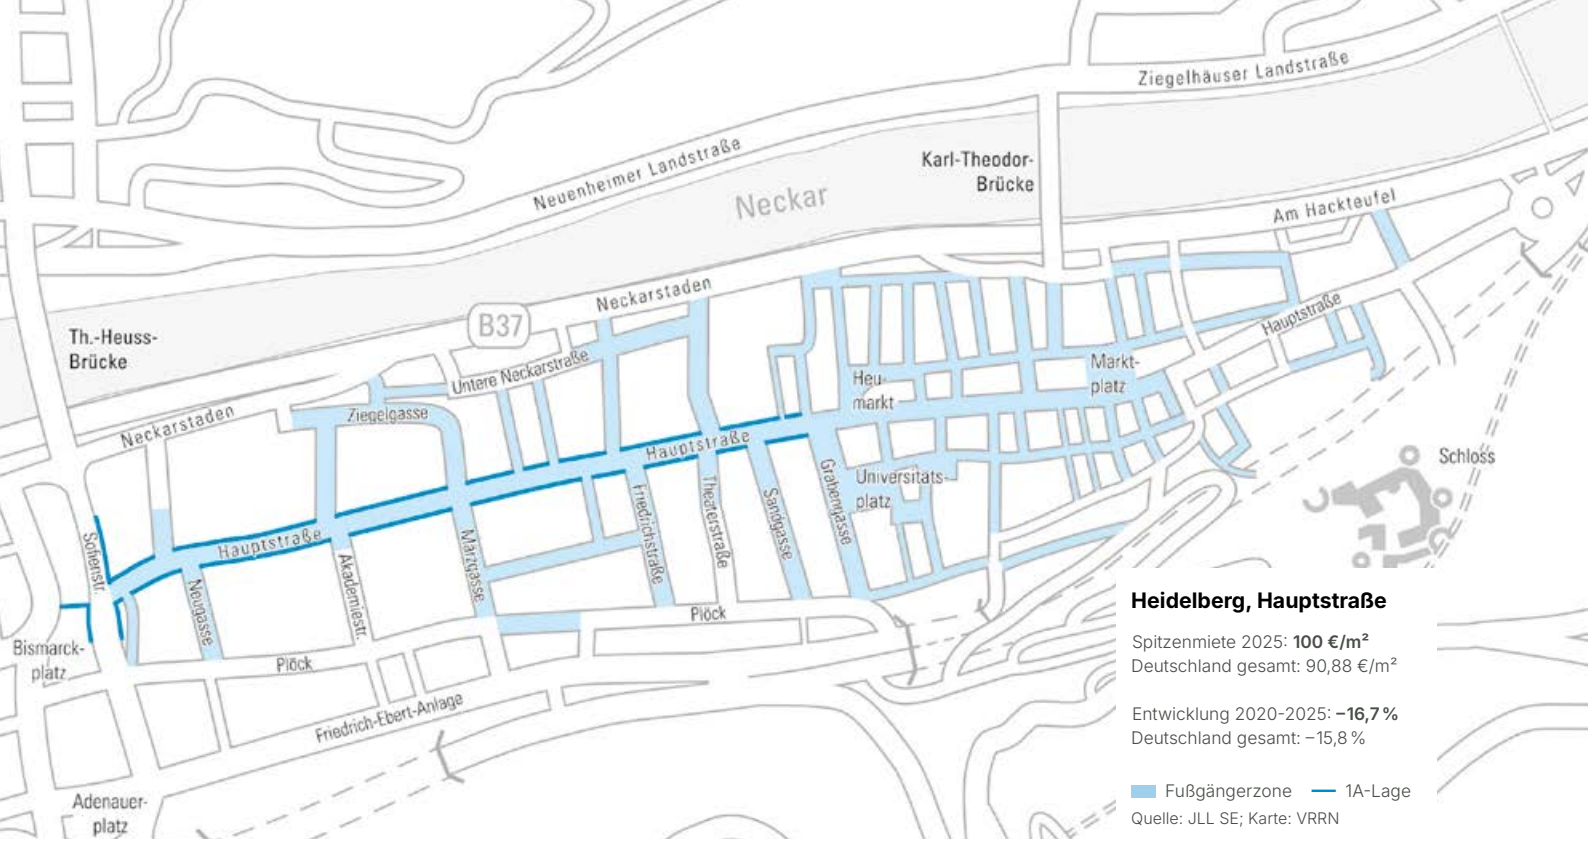 Ziegelhäuser Landstraße
Neuenheimer Landstraße
Karl-Theodor-
Brücke
Neckar
Am Hackteufel
Neckarstaden
B37
Th.-Heuss-
Brücke
Hauptstraße
Untere Neckarstraße
Markt-
platz
Heu-
markt
Ziegelgasse
Neckarstaden
Hauptstraße
Schloss
Universitäts-
platz
Grabengasse
Sandgasse
Theaterstraße
Friedrichstraße
Hauptstraße
Märzgasse
Akademiestr.
Neugasse
Sofienstr.
Bismarck-
platz
Plöck
Plöck
Friedrich-Ebert-Anlage
Adenauer-
platz
Heidelberg, Hauptstraße
Spitzenmiete 2025: 100 €/m²
Deutschland gesamt: 90,88 €/m²
Entwicklung 2020-2025: –16,7 %
Deutschland gesamt: –15,8 %
Fußgängerzone
1A-Lage
Quelle: JLL SE; Karte: VRRN